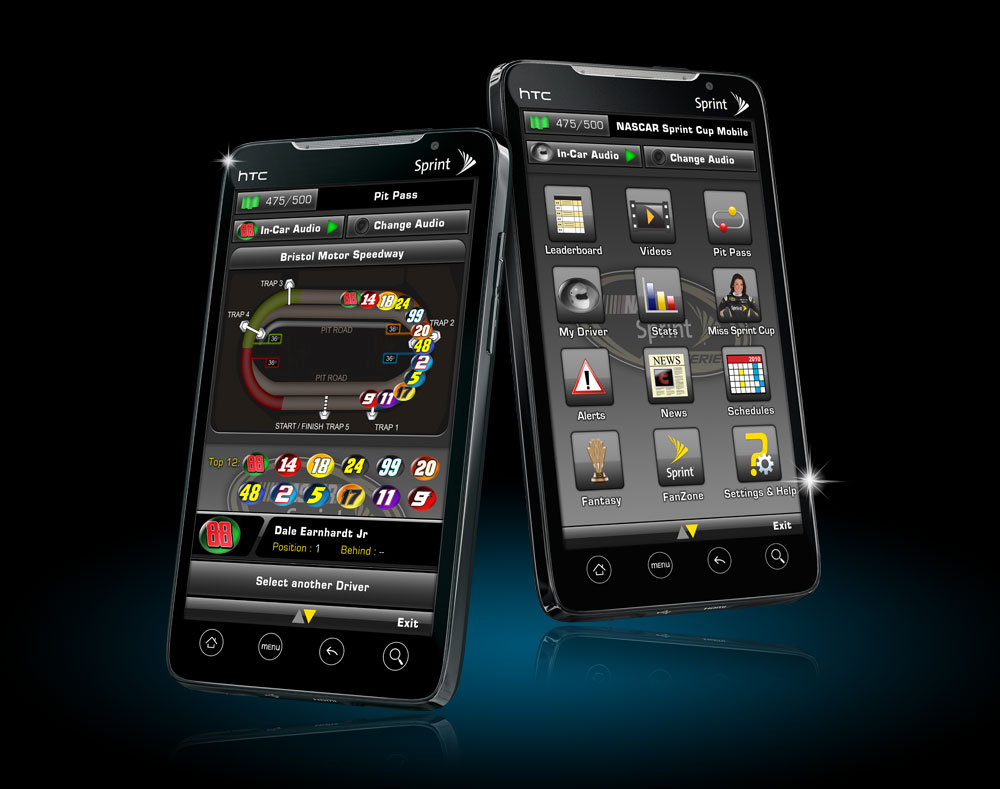 hTC
Sprint
475/500
Pit Pass
88 In-Car Audio
Change Audio
Bristol Motor Speedway
TRAP 3
TRAP 4
88 14 18 24
99
TRAP 2
20
48
2
5
17
11
9
PIT ROAD
36°
36°
36°
36°
PIT ROAD
START / FINISH TRAP 5
TRAP 1
Top 12: 88 14 18 24 99 20
48 2 5 17 11 9
88
Dale Earnhardt Jr
Position : 1 Behind : --
Select another Driver
Exit
MENU
hTC
Sprint
475/500
NASCAR Sprint Cup Mobile
In-Car Audio
Change Audio
Leaderboard
Videos
Pit Pass
My Driver
Stats
Miss Sprint Cup
Sprint
NEWS
2010
Alerts
News
Schedules
Sprint
Fantasy
FanZone
Settings & Help
Exit
MENU